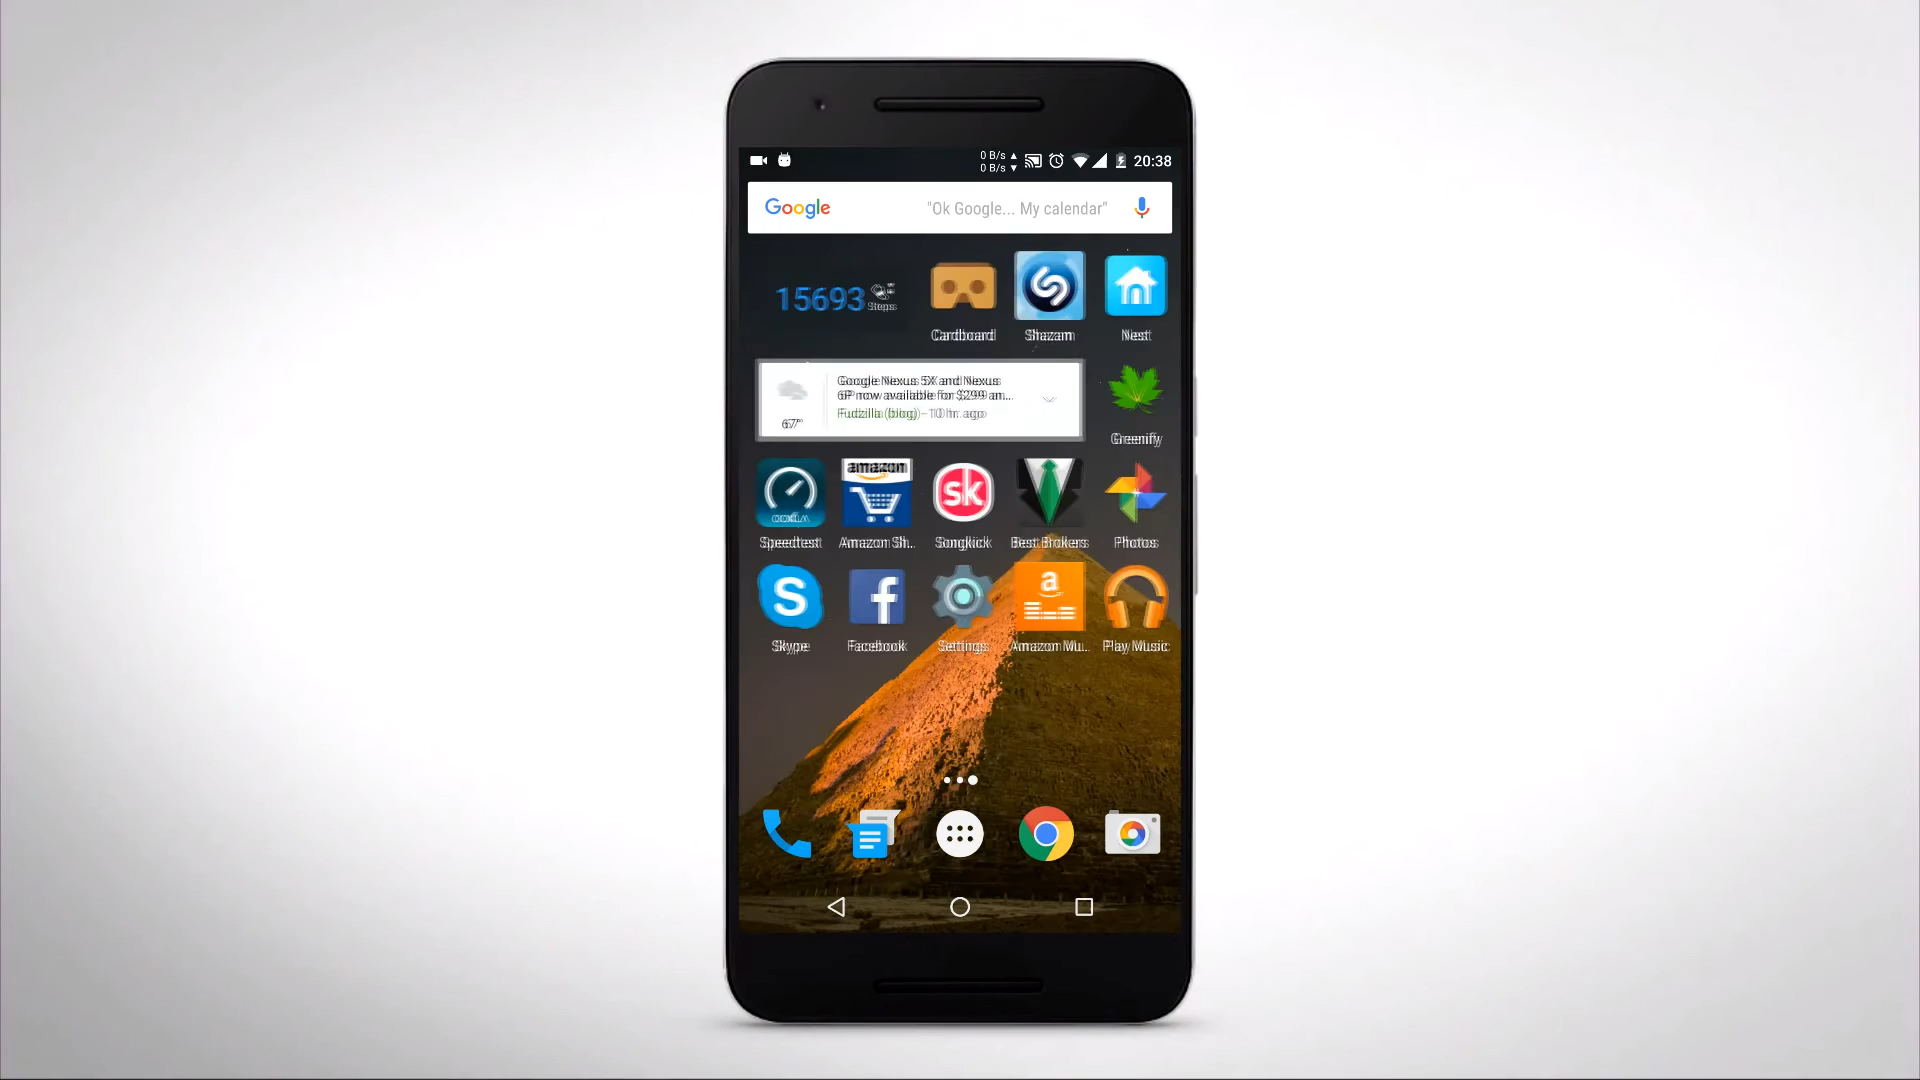 0 B/s
0 B/s
20:38
Google
"Ok Google... My calendar"
15693
Steps
Cardboard
Shazam
Nest
Google Nexus 5X and Nexus
6P now available for $299 an...
Fudzilla (blog) – 10 hr. ago
67°
Greenify
OOKLA
amazon
sk
Speedtest
Amazon Sh...
Songkick
Best Brokers
Photos
S
f
a
Skype
Facebook
Settings
Amazon Mu...
Play Music